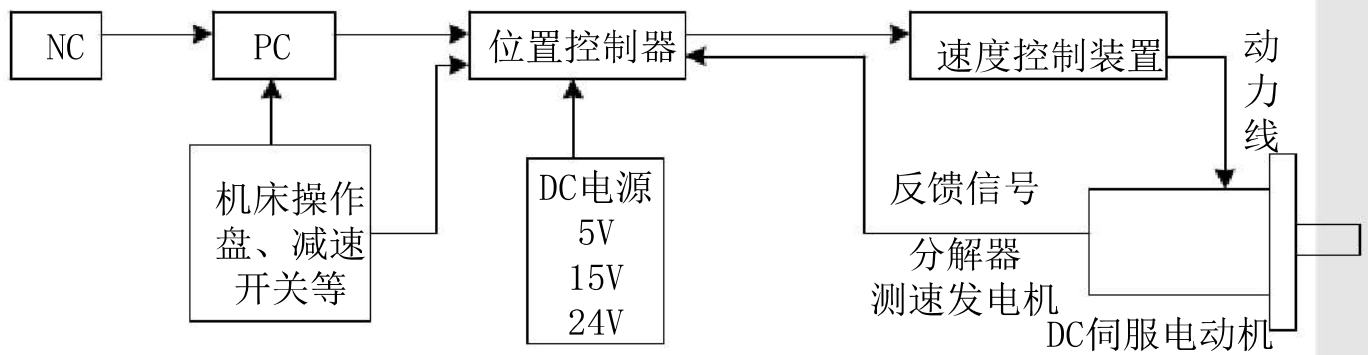 NC
PC
位置控制器
速度控制装置
动力线
机床操作
盘、减速
开关等
DC电源
5V
15V
24V
反馈信号
分解器
测速发电机
DC伺服电动机